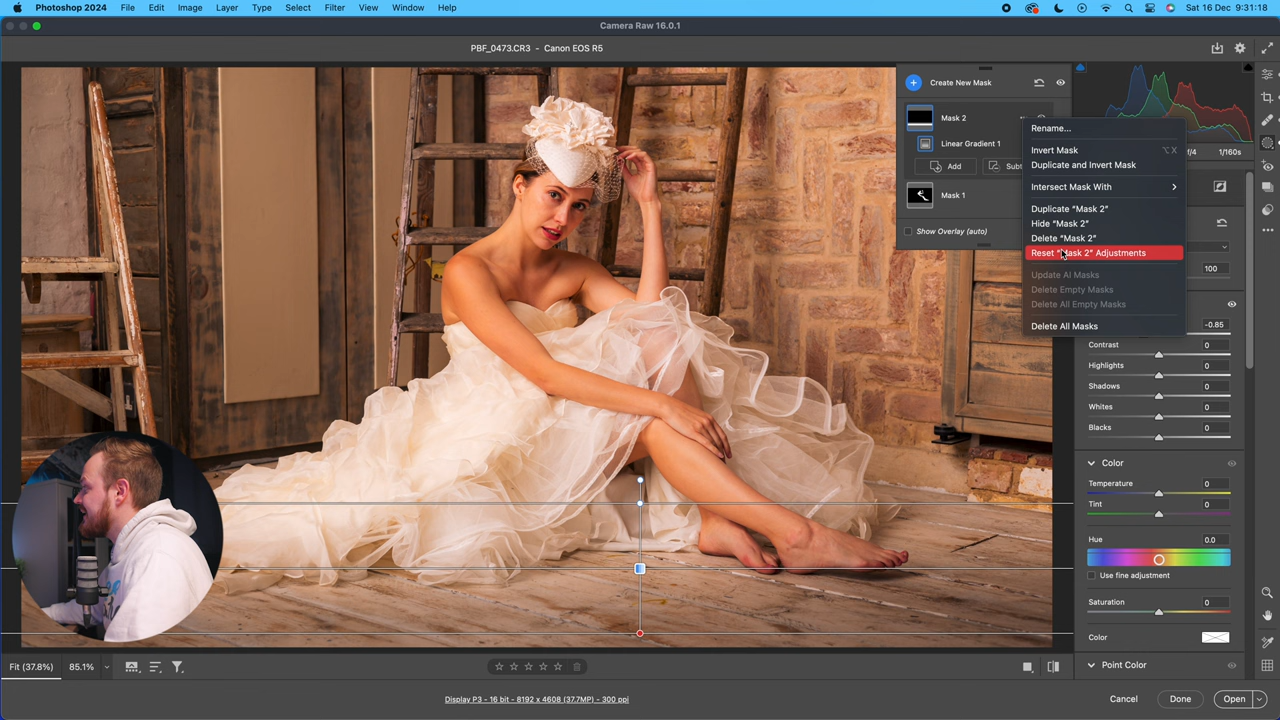 Photoshop 2024 File Edit Image Layer Type Select Filter View Window Help Sat 16 Dec 9:31:18
Camera Raw 16.0.1
PBF_0473.CR3 - Canon EOS R5
Create New Mask
Mask 2
Linear Gradient 1
Add Subt
Mask 1
Show Overlay (auto)
Rename...
Invert Mask ⌥X
Duplicate and Invert Mask
Intersect Mask With
Duplicate "Mask 2"
Hide "Mask 2"
Delete "Mask 2"
Reset "Mask 2" Adjustments
Update AI Masks
Delete Empty Masks
Delete All Empty Masks
Delete All Masks
f/4 1/160s
100
-0.85
Contrast 0
Highlights 0
Shadows 0
Whites 0
Blacks 0
Color
Temperature 0
Tint 0
Hue 0.0
Use fine adjustment
Saturation 0
Color
Point Color
Fit (37.8%) 85.1%
Display P3 - 16 bit - 8192 x 4608 (37.7MP) - 300 ppi
Cancel Done Open